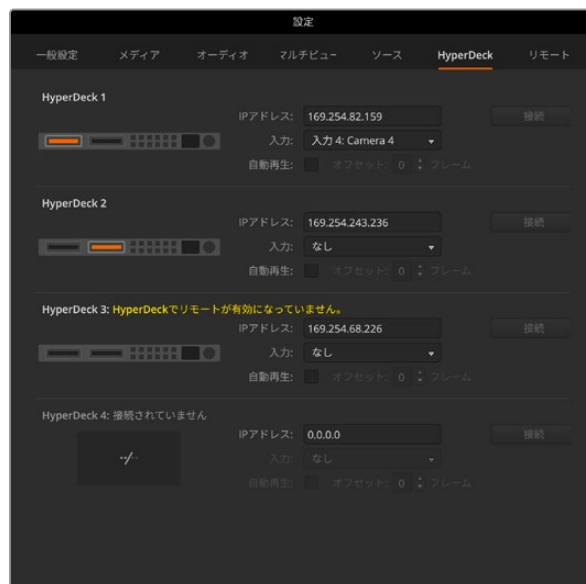 設定
一般設定 メディア オーディオ マルチビュー ソース HyperDeck リモート
HyperDeck 1
IPアドレス: 169.254.82.159 接続
入力: 入力 4: Camera 4
自動再生: オフセット: 0 フレーム
HyperDeck 2
IPアドレス: 169.254.243.236 接続
入力: なし
自動再生: オフセット: 0 フレーム
HyperDeck 3: HyperDeckでリモートが有効になっていません。
IPアドレス: 169.254.68.226 接続
入力: なし
自動再生: オフセット: 0 フレーム
HyperDeck 4: 接続されていません
IPアドレス: 0.0.0.0 接続
--/--
入力: なし
自動再生: オフセット: 0 フレーム